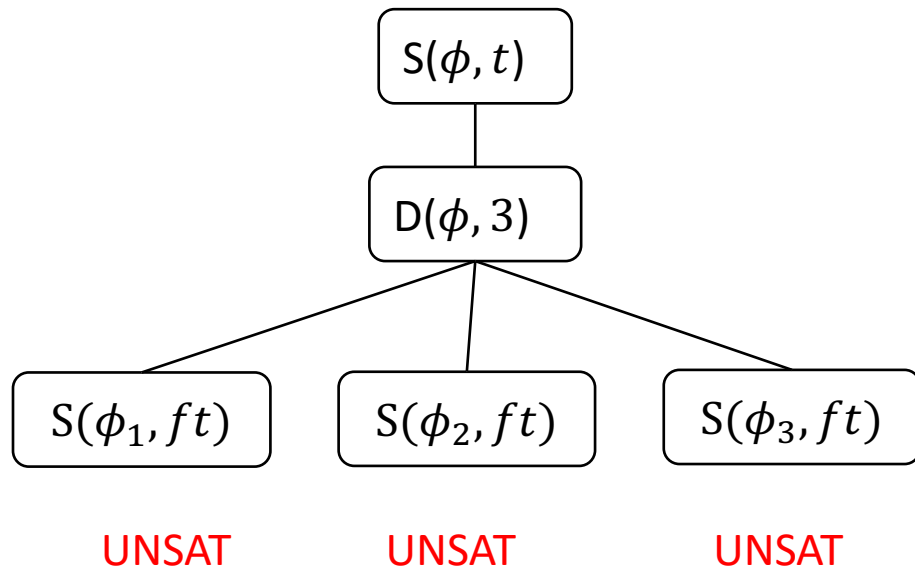 S(𝜙, 𝑡)
D(𝜙, 3)
S(𝜙₁, 𝑓𝑡) S(𝜙₂, 𝑓𝑡) S(𝜙₃, 𝑓𝑡)
UNSAT UNSAT UNSAT